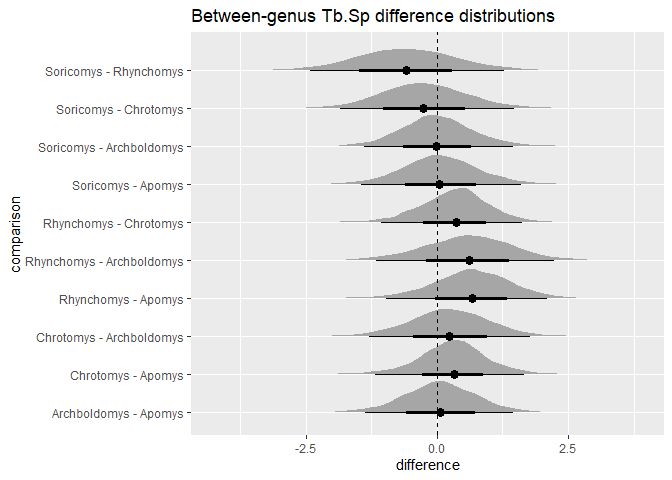 Between-genus Tb.Sp difference distributions
Soricomys - Rhynchomys
Soricomys - Chrotomys
Soricomys - Archboldomys
Soricomys - Apomys
Rhynchomys - Chrotomys
Rhynchomys - Archboldomys
Rhynchomys - Apomys
Chrotomys - Archboldomys
Chrotomys - Apomys
Archboldomys - Apomys
comparison
-2.5 0.0 2.5
difference